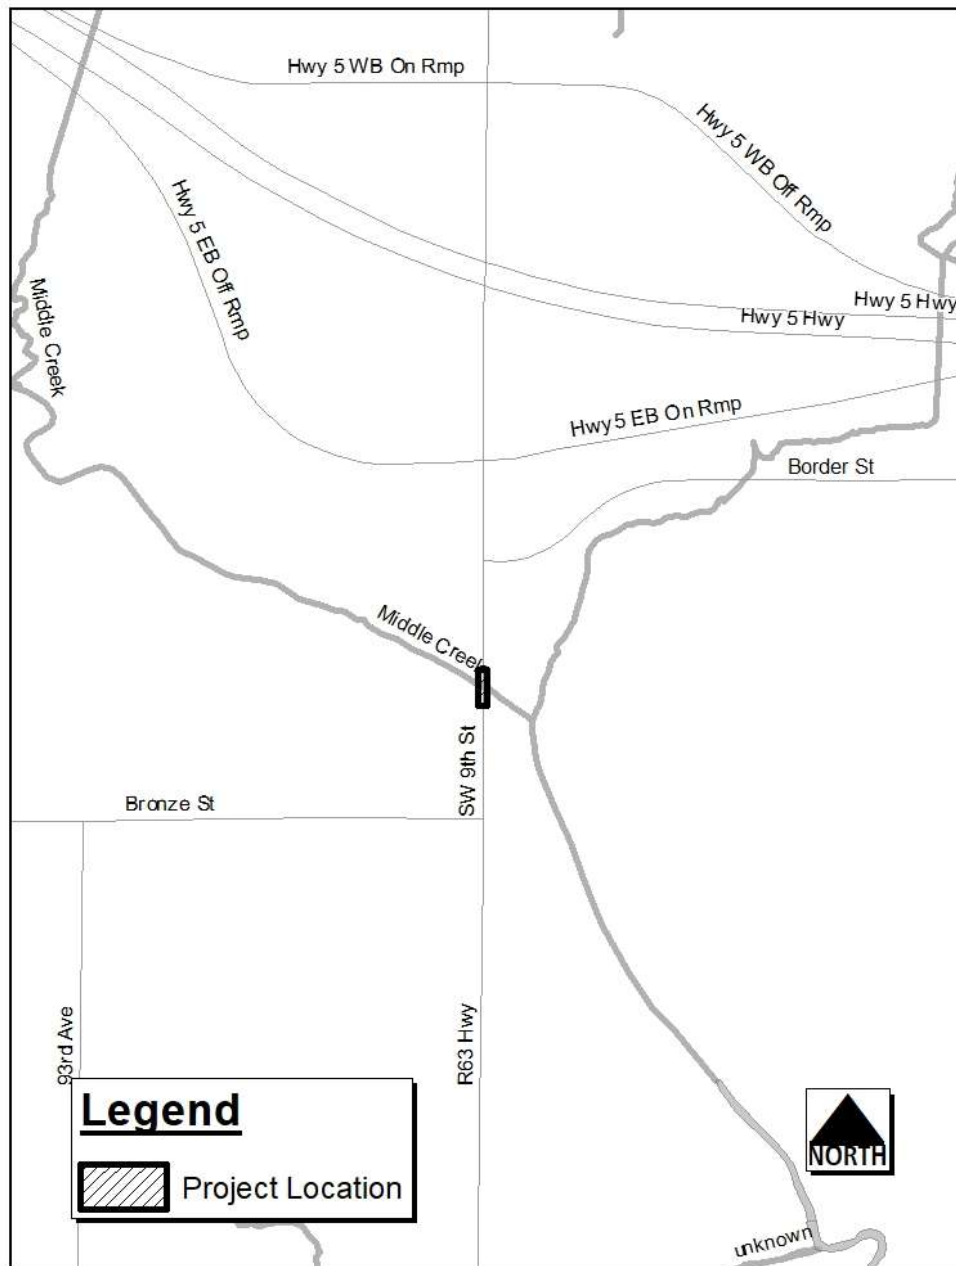 Hwy 5 WB On Rmp
Hwy 5 WB Off Rmp
Hwy 5 EB Off Rmp
Middle Creek
Hwy 5 Hwy
Hwy 5 Hwy
Hwy 5 EB On Rmp
Border St
Middle Creek
SW 9th St
Bronze St
93rd Ave
R63 Hwy
Legend
Project Location
NORTH
unknown